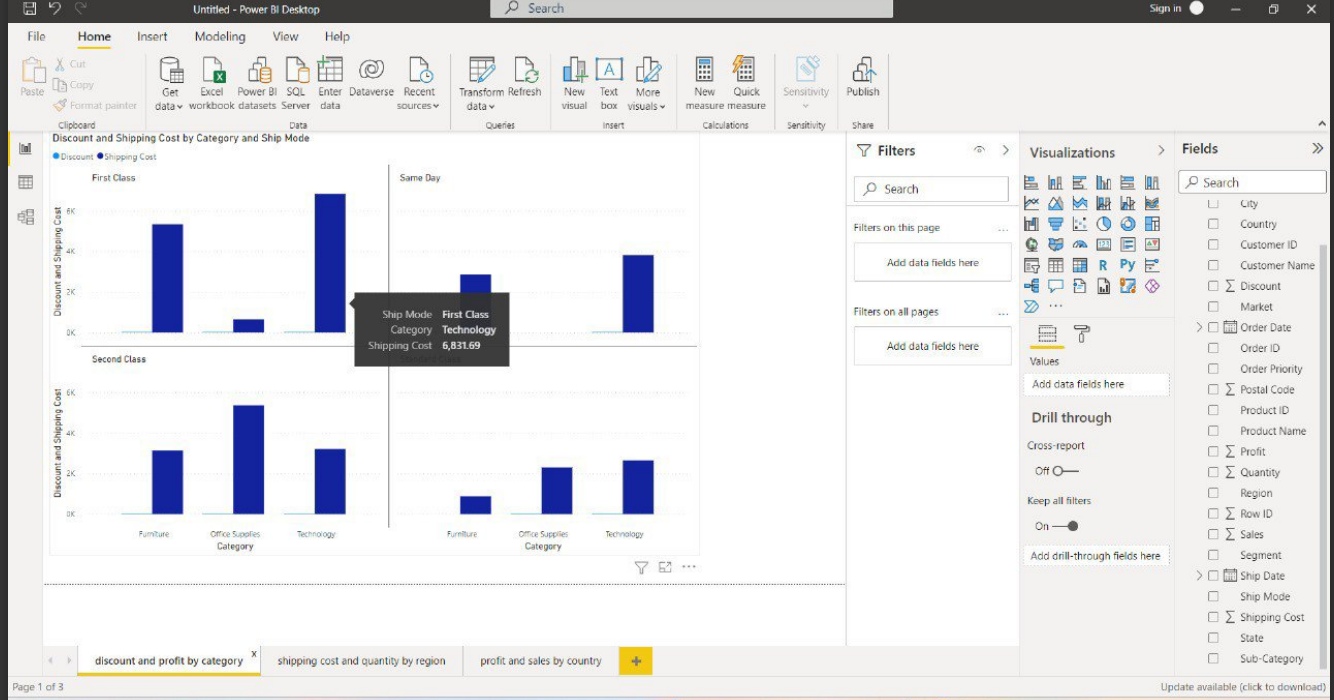 Untitled - Power BI Desktop
Search
Sign in
File Home Insert Modeling View Help
Paste
Cut
Copy
Format painter
Clipboard
Get data
Excel workbook
Power BI datasets
SQL Server
Enter data
Dataverse
Recent sources
Data
Transform data
Refresh
Queries
New visual
Text box
More visuals
Insert
New measure
Quick measure
Calculations
Sensitivity
Sensitivity
Publish
Share
Discount and Shipping Cost by Category and Ship Mode
Discount Shipping Cost
First Class
Same Day
Discount and Shipping Cost
6K
4K
2K
0K
Ship Mode First Class
Category Technology
Shipping Cost 6,831.69
Second Class
Discount and Shipping Cost
6K
4K
2K
0K
Furniture Office Supplies Technology
Category
Furniture Office Supplies Technology
Category
Filters
Search
Filters on this page
...
Add data fields here
Filters on all pages
...
Add data fields here
Visualizations
123
R
Py
...
Values
Add data fields here
Drill through
Cross-report
Off
Keep all filters
On
Add drill-through fields here
Fields
Search
City
Country
Customer ID
Customer Name
∑ Discount
Market
Order Date
Order ID
Order Priority
∑ Postal Code
Product ID
Product Name
∑ Profit
∑ Quantity
Region
∑ Row ID
∑ Sales
Segment
Ship Date
Ship Mode
∑ Shipping Cost
State
Sub-Category
discount and profit by category x
shipping cost and quantity by region
profit and sales by country
+
Page 1 of 3
Update available (click to download)